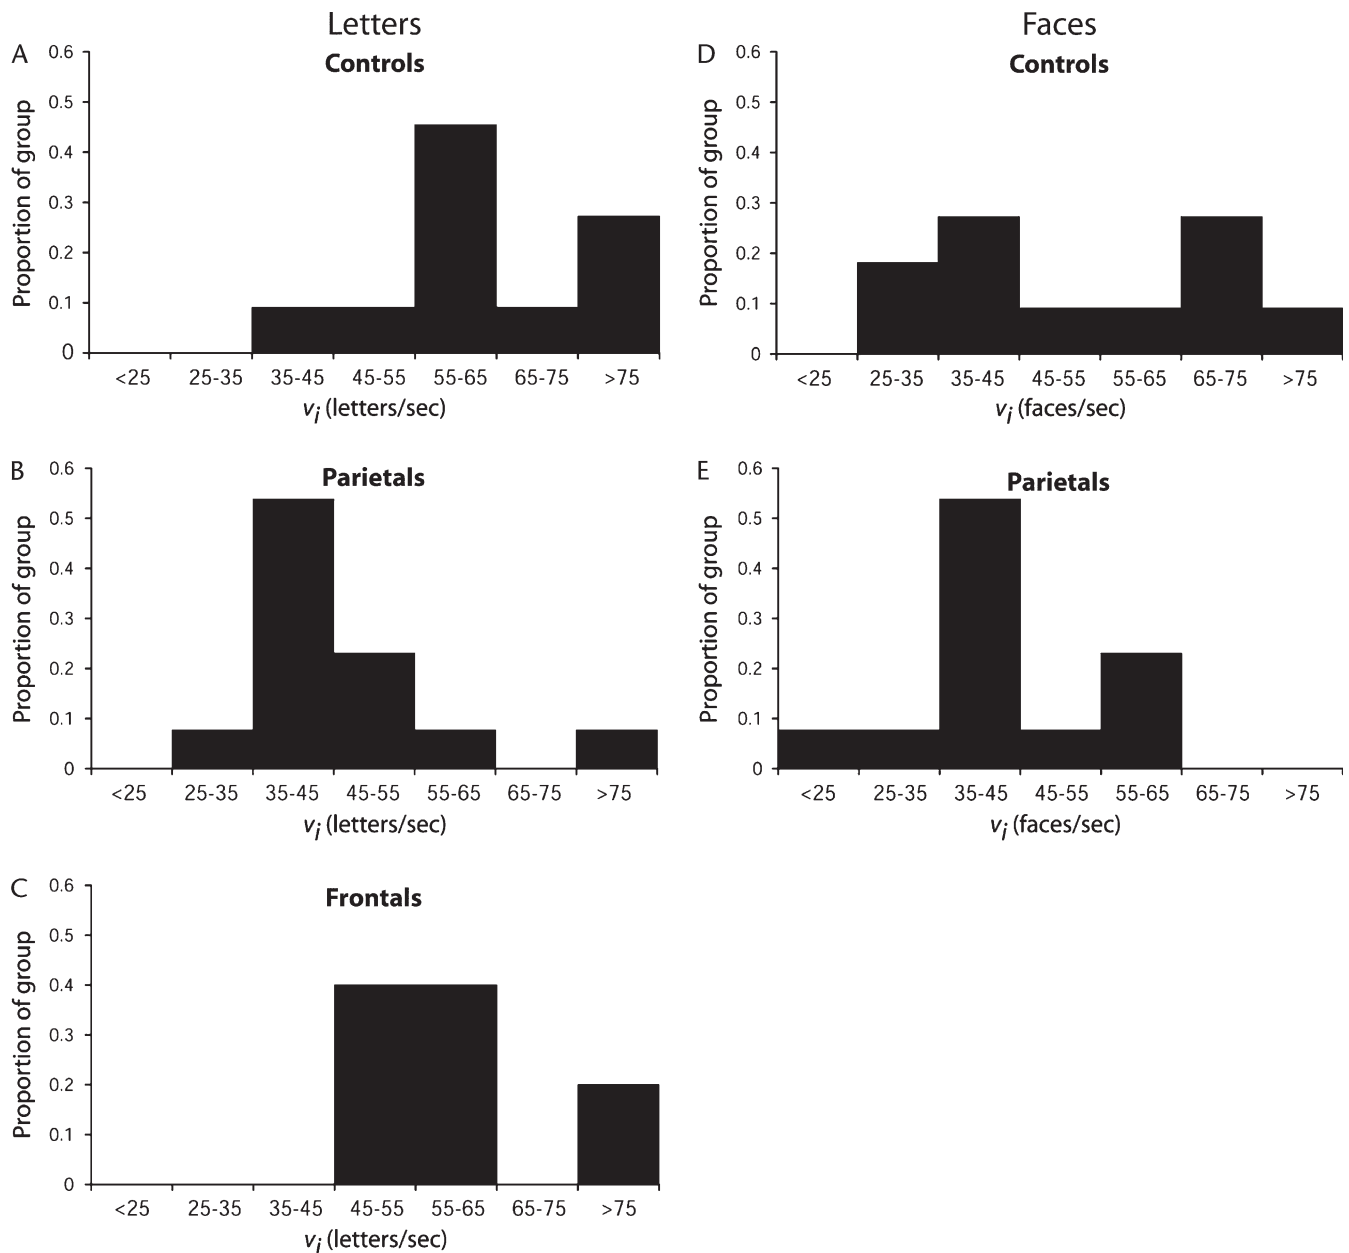 Letters
Faces
A
Controls
Proportion of group
0.6
0.5
0.4
0.3
0.2
0.1
0
<25 25-35 35-45 45-55 55-65 65-75 >75
vi (letters/sec)
D
Controls
Proportion of group
0.6
0.5
0.4
0.3
0.2
0.1
0
<25 25-35 35-45 45-55 55-65 65-75 >75
vi (faces/sec)
B
Parietals
Proportion of group
0.6
0.5
0.4
0.3
0.2
0.1
0
<25 25-35 35-45 45-55 55-65 65-75 >75
vi (letters/sec)
E
Parietals
Proportion of group
0.6
0.5
0.4
0.3
0.2
0.1
0
<25 25-35 35-45 45-55 55-65 65-75 >75
vi (faces/sec)
C
Frontals
Proportion of group
0.6
0.5
0.4
0.3
0.2
0.1
0
<25 25-35 35-45 45-55 55-65 65-75 >75
vi (letters/sec)